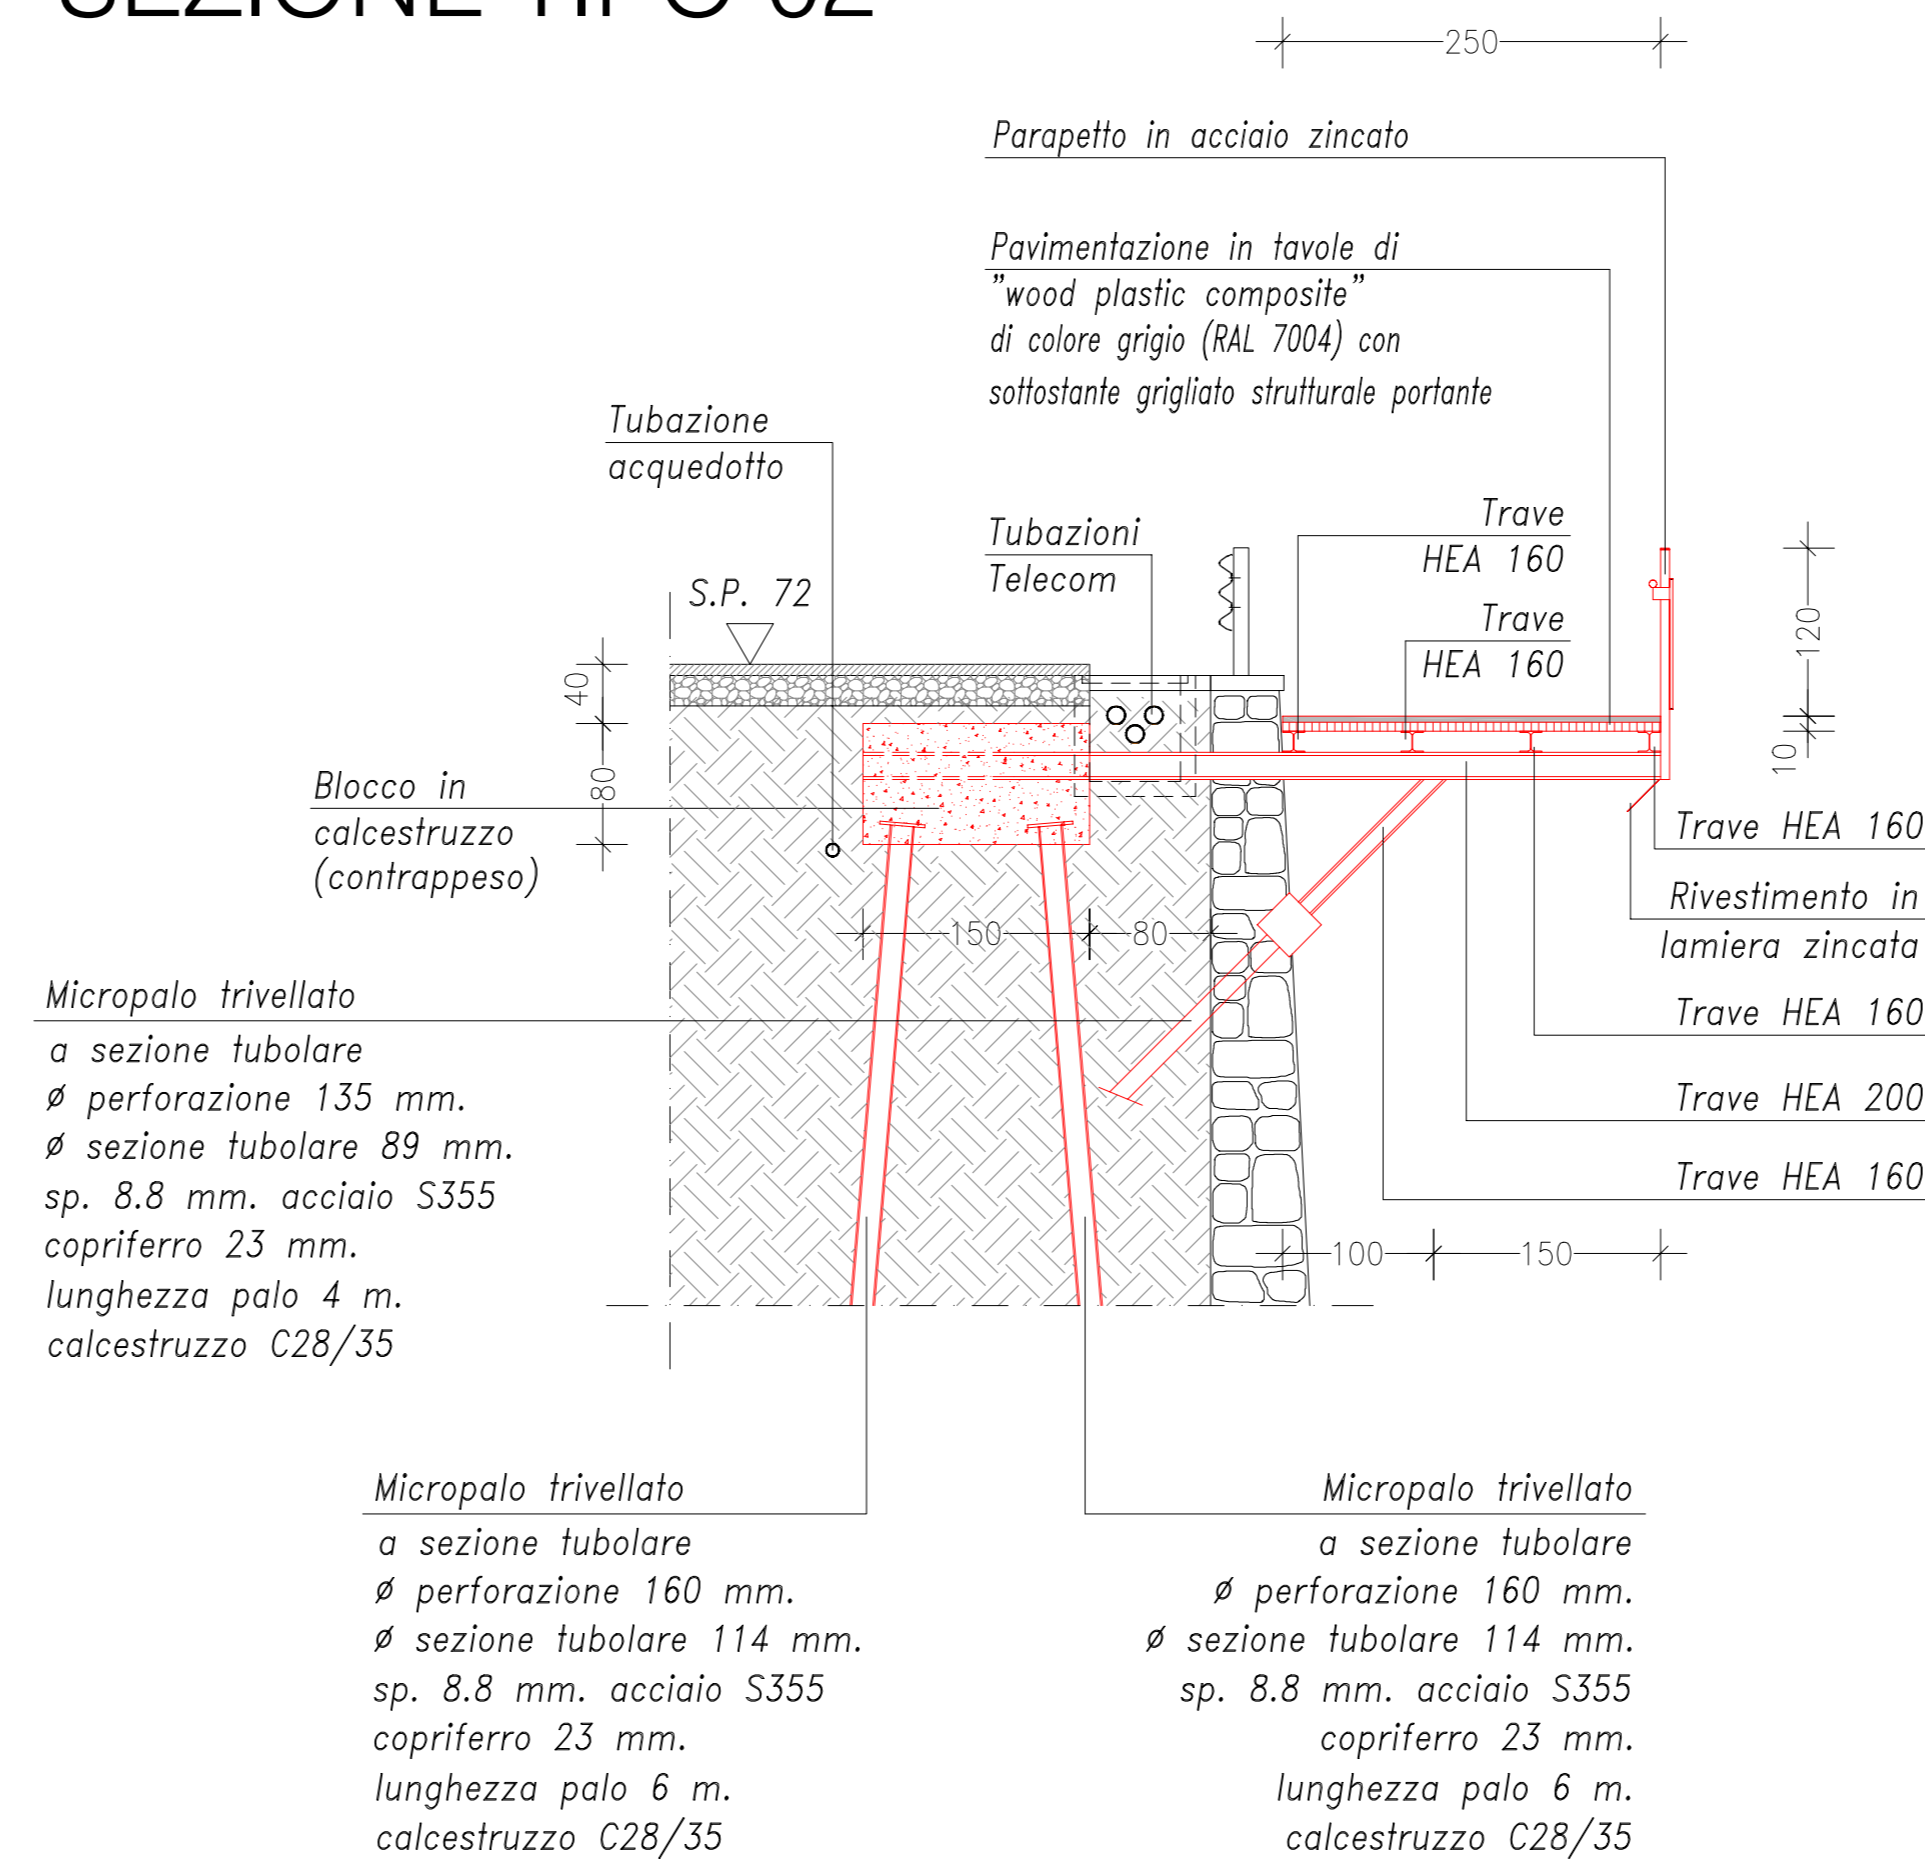 SEZIONE TIPO 02
250
Parapetto in acciaio zincato
Pavimentazione in tavole di
"wood plastic composite"
di colore grigio (RAL 7004) con
sottostante grigliato strutturale portante
Tubazione
acquedotto
Tubazioni
Telecom
Trave
HEA 160
Trave
HEA 160
S.P. 72
40
80
120
10
Blocco in
calcestruzzo
(contrappeso)
150
80
Trave HEA 160
Rivestimento in
lamiera zincata
Trave HEA 160
Trave HEA 200
Trave HEA 160
100
150
Micropalo trivellato
a sezione tubolare
ø perforazione 135 mm.
ø sezione tubolare 89 mm.
sp. 8.8 mm. acciaio S355
copriferro 23 mm.
lunghezza palo 4 m.
calcestruzzo C28/35
Micropalo trivellato
a sezione tubolare
ø perforazione 160 mm.
ø sezione tubolare 114 mm.
sp. 8.8 mm. acciaio S355
copriferro 23 mm.
lunghezza palo 6 m.
calcestruzzo C28/35
Micropalo trivellato
a sezione tubolare
ø perforazione 160 mm.
ø sezione tubolare 114 mm.
sp. 8.8 mm. acciaio S355
copriferro 23 mm.
lunghezza palo 6 m.
calcestruzzo C28/35